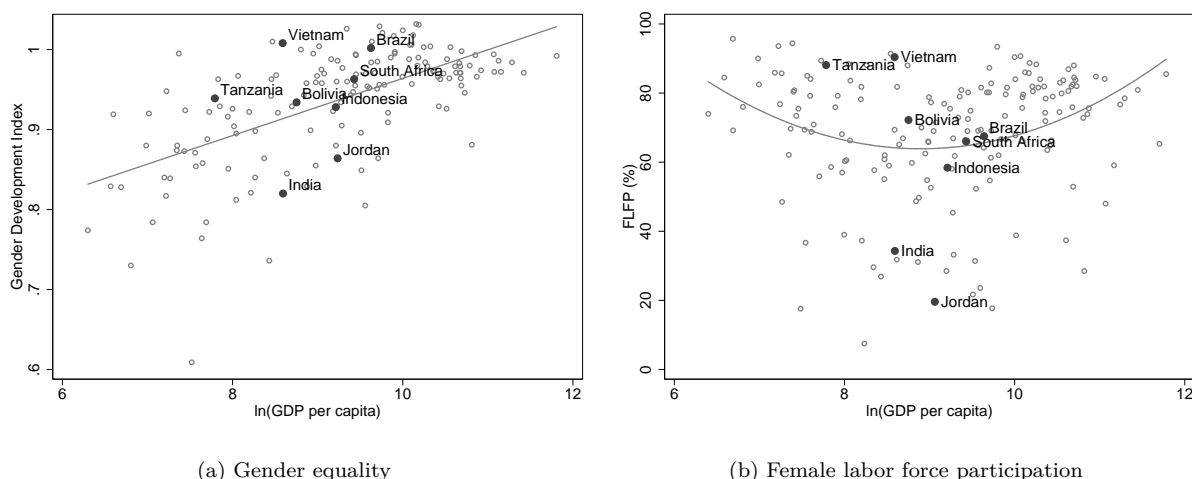 Gender Development Index
1
.9
.8
.7
.6
Vietnam
Brazil
South Africa
Tanzania
Bolivia
Indonesia
Jordan
India
6 8 10 12
ln(GDP per capita)
(a) Gender equality
FLFP (%)
100
80
60
40
20
0
Vietnam
Tanzania
Bolivia
Brazil
South Africa
Indonesia
India
Jordan
6 8 10 12
ln(GDP per capita)
(b) Female labor force participation